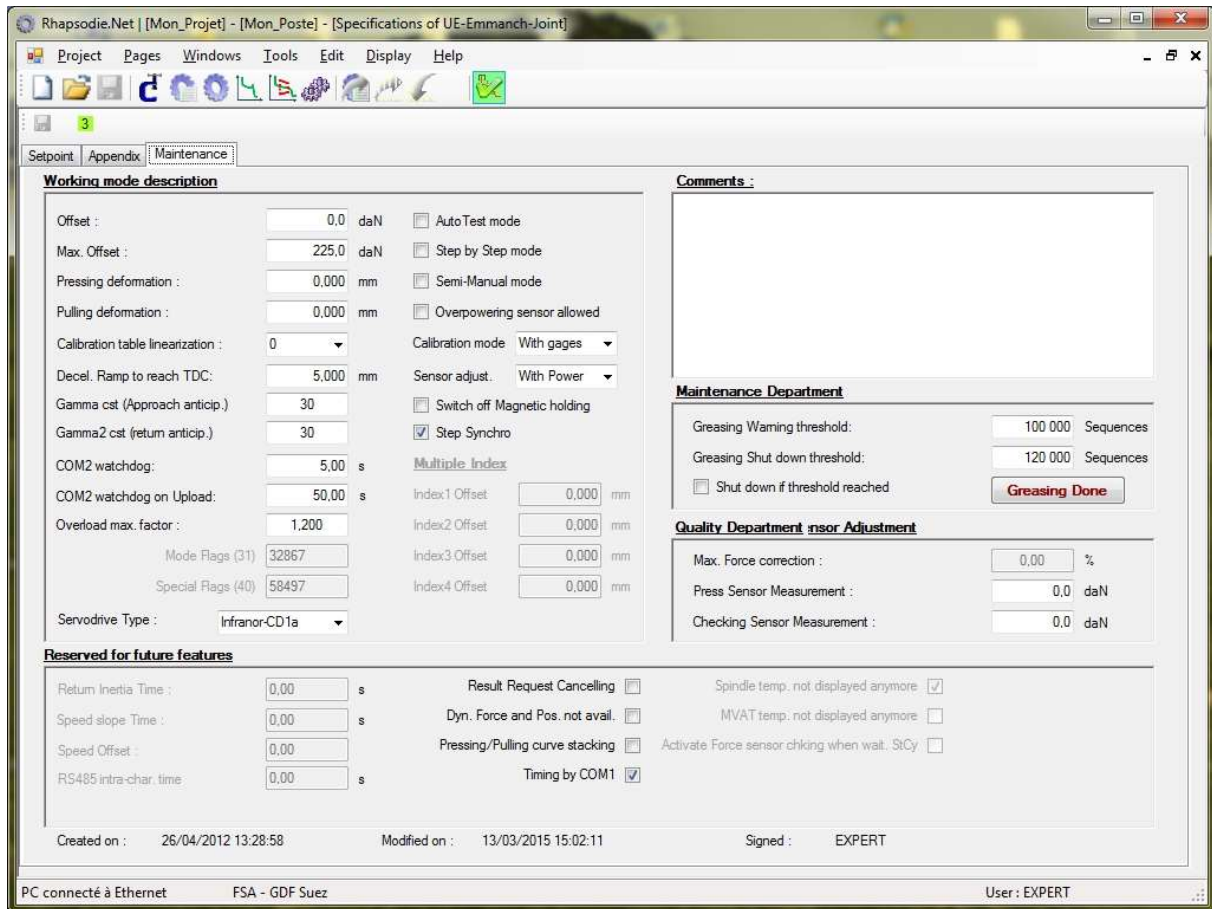 Rhapsodie.Net | [Mon_Projet] - [Mon_Poste] - [Specifications of UE-Emmanch-Joint]
Project Pages Windows Tools Edit Display Help
3
Setpoint Appendix Maintenance
Working mode description
Offset : 0,0 daN
Max. Offset : 225,0 daN
Pressing deformation : 0,000 mm
Pulling deformation : 0,000 mm
Calibration table linearization : 0
Decel. Ramp to reach TDC: 5,000 mm
Gamma cst (Approach anticip.) 30
Gamma2 cst (return anticip.) 30
COM2 watchdog: 5,00 s
COM2 watchdog on Upload: 50,00 s
Overload max. factor : 1,200
Mode Flags (31) 32867
Special Flags (40) 58497
Servodrive Type : Infranor-CD1a
AutoTest mode
Step by Step mode
Semi-Manual mode
Overpowering sensor allowed
Calibration mode With gages
Sensor adjust. With Power
Switch off Magnetic holding
Step Synchro
Multiple Index
Index1 Offset 0,000 mm
Index2 Offset 0,000 mm
Index3 Offset 0,000 mm
Index4 Offset 0,000 mm
Comments :
Maintenance Department
Greasing Warning threshold: 100 000 Sequences
Greasing Shut down threshold: 120 000 Sequences
Shut down if threshold reached Greasing Done
Quality Department :nsor Adjustment
Max. Force correction : 0,00 %
Press Sensor Measurement : 0,0 daN
Checking Sensor Measurement : 0,0 daN
Reserved for future features
Return Inertia Time : 0,00 s
Speed slope Time : 0,00 s
Speed Offset : 0,00
RS485 intra-char. time 0,00 s
Result Request Cancelling
Dyn. Force and Pos. not avail.
Pressing/Pulling curve stacking
Timing by COM1
Spindle temp. not displayed anymore
MVAT temp. not displayed anymore
Activate Force sensor chking when wait. StCy
Created on : 26/04/2012 13:28:58 Modified on : 13/03/2015 15:02:11 Signed : EXPERT
PC connecté à Ethernet FSA - GDF Suez User : EXPERT